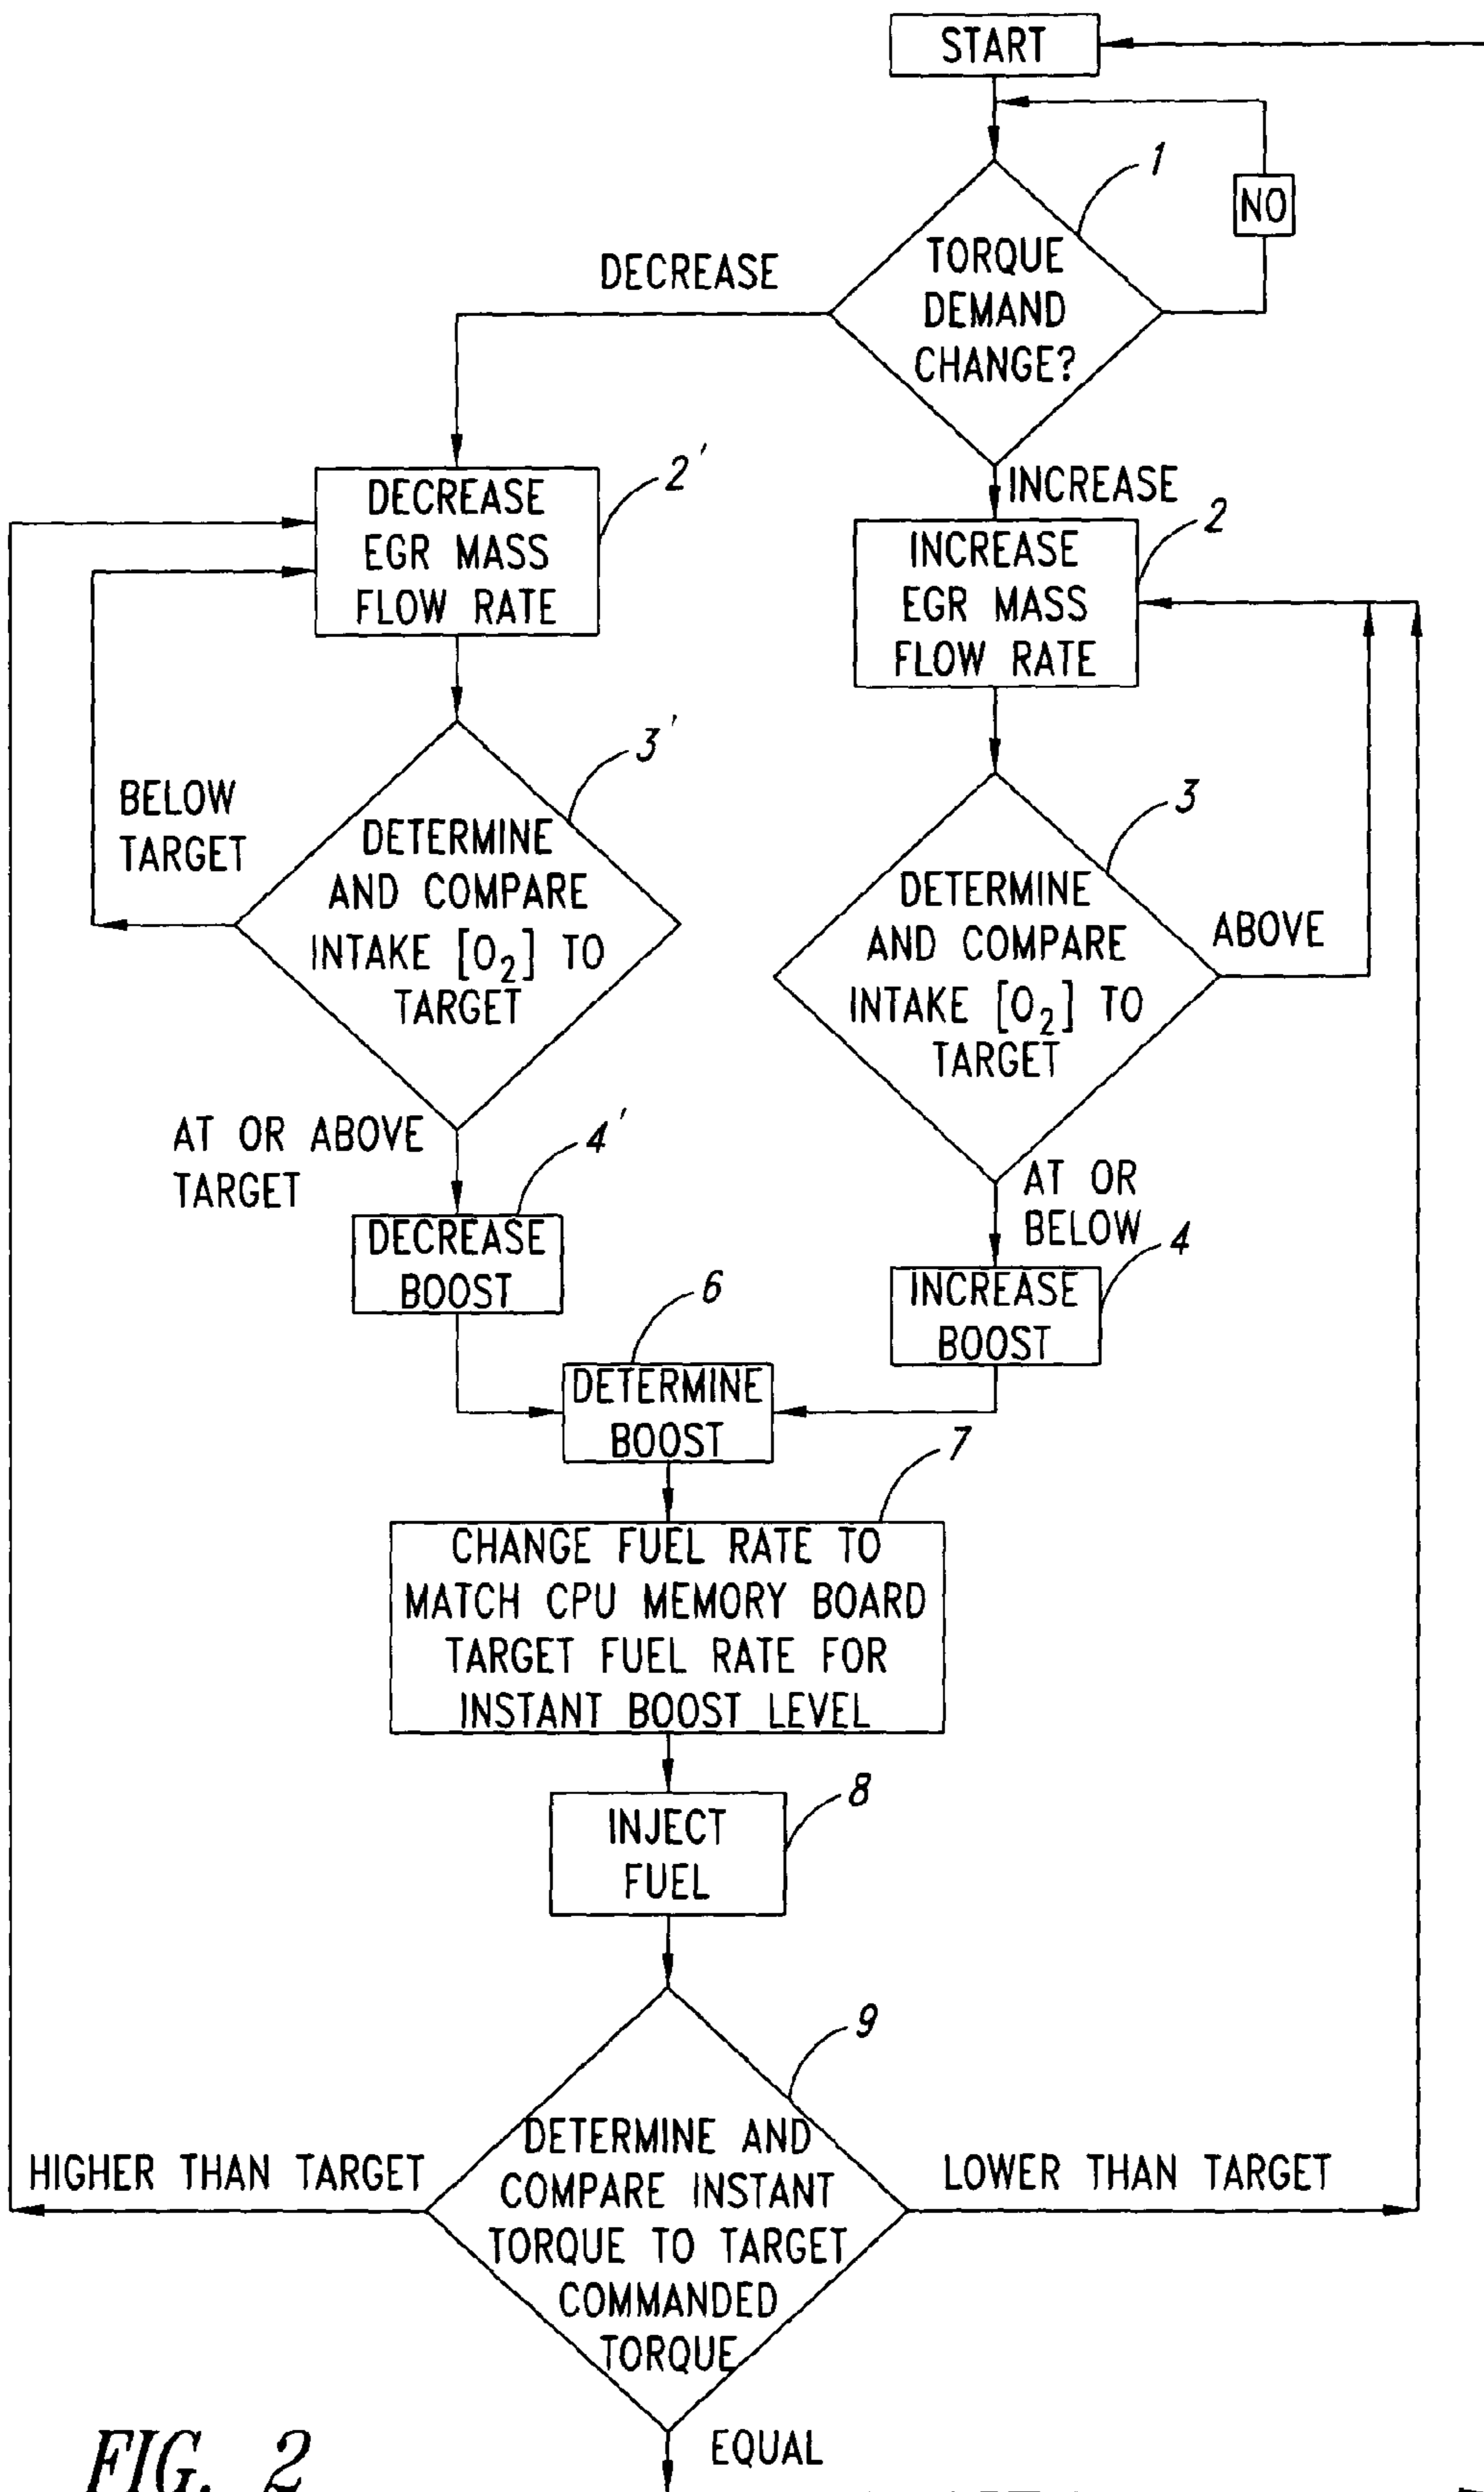 START
1
NO
TORQUE
DEMAND
CHANGE?
DECREASE
INCREASE
2'
DECREASE
EGR MASS
FLOW RATE
2
INCREASE
EGR MASS
FLOW RATE
3'
BELOW
TARGET
DETERMINE
AND COMPARE
INTAKE [O₂] TO
TARGET
3
DETERMINE
AND COMPARE
INTAKE [O₂] TO
TARGET
ABOVE
AT OR ABOVE
TARGET
4'
DECREASE
BOOST
AT OR
BELOW
4
INCREASE
BOOST
6
DETERMINE
BOOST
7
CHANGE FUEL RATE TO
MATCH CPU MEMORY BOARD
TARGET FUEL RATE FOR
INSTANT BOOST LEVEL
8
INJECT
FUEL
9
DETERMINE AND
COMPARE INSTANT
TORQUE TO TARGET
COMMANDED
TORQUE
HIGHER THAN TARGET
LOWER THAN TARGET
EQUAL
FIG. 2